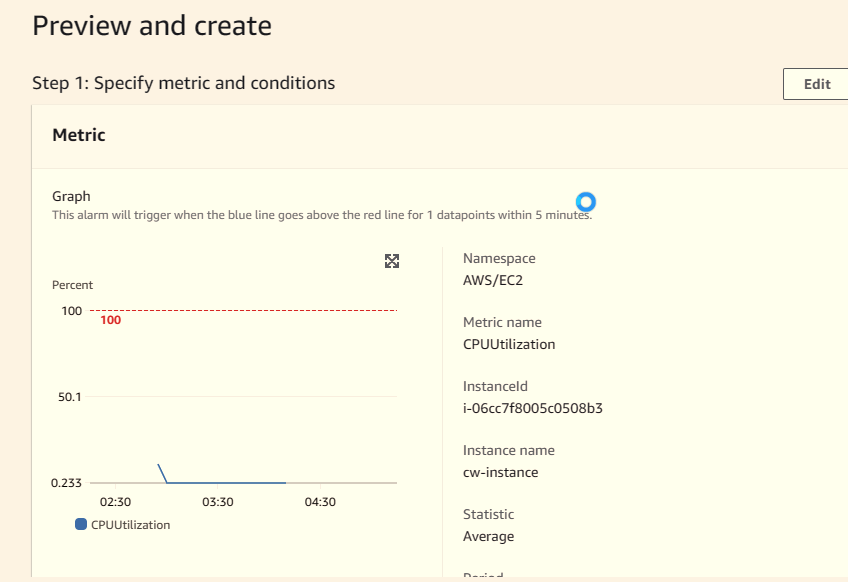 Preview and create
Step 1: Specify metric and conditions
Edit
Metric
Graph
This alarm will trigger when the blue line goes above the red line for 1 datapoints within 5 minutes.
Percent
100
100
50.1
0.233
02:30 03:30 04:30
CPUUtilization
Namespace
AWS/EC2
Metric name
CPUUtilization
InstanceId
i-06cc7f8005c0508b3
Instance name
cw-instance
Statistic
Average
Period